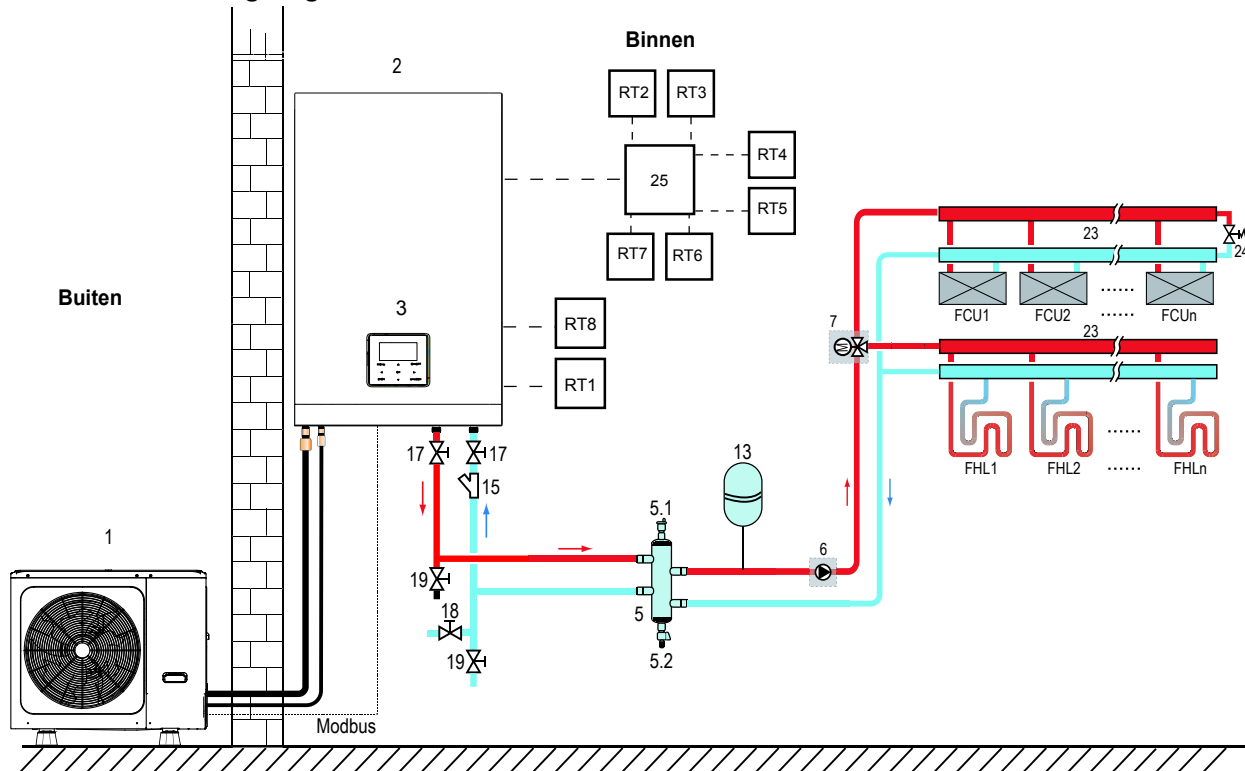 Binnen
2
RT2
RT3
RT4
25
RT5
RT7
RT6
23
24
Buiten
3
RT8
7
FCU1
FCU2
......
FCUn
......
23
RT1
17
17
15
13
FHL1
FHL2
......
FHLn
......
1
5.1
6
19
18
5
19
5.2
Modbus